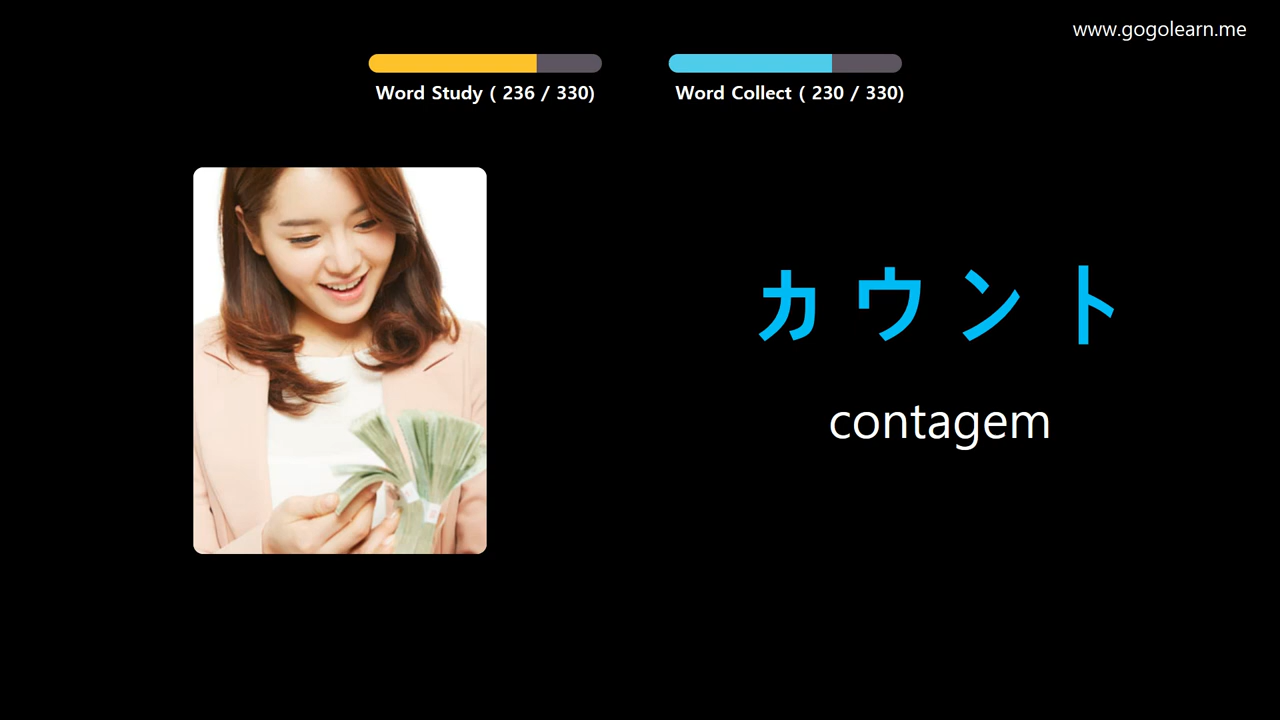 www.gogolearn.me
Word Study ( 236 / 330)
Word Collect ( 230 / 330)
カウント
contagem